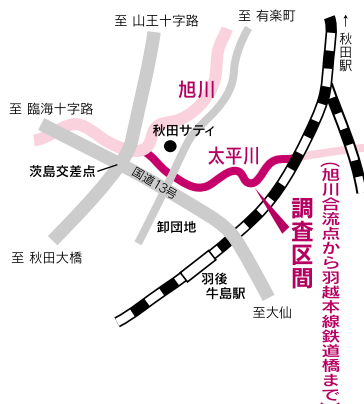 至 山王十字路
至 有楽町
↑秋田駅
旭川
至 臨海十字路
秋田サティ
太平川
茨島交差点
国道13号
卸団地
調査区間
(旭川合流点から羽越本線鉄道橋まで)
至 秋田大橋
羽後
牛島駅
至大仙